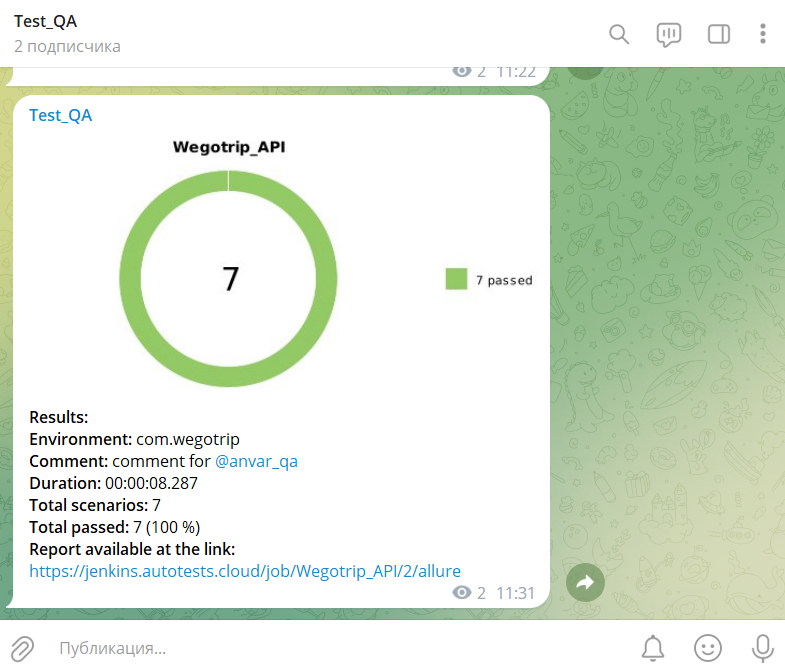 Test_QA
2 подписчика
2 11:22
Test_QA
Wegotrip_API
7
7 passed
Results:
Environment: com.wegotrip
Comment: comment for @anvar_qa
Duration: 00:00:08.287
Total scenarios: 7
Total passed: 7 (100 %)
Report available at the link:
https://jenkins.autotests.cloud/job/Wegotrip_API/2/allure
2 11:31
Публикация...